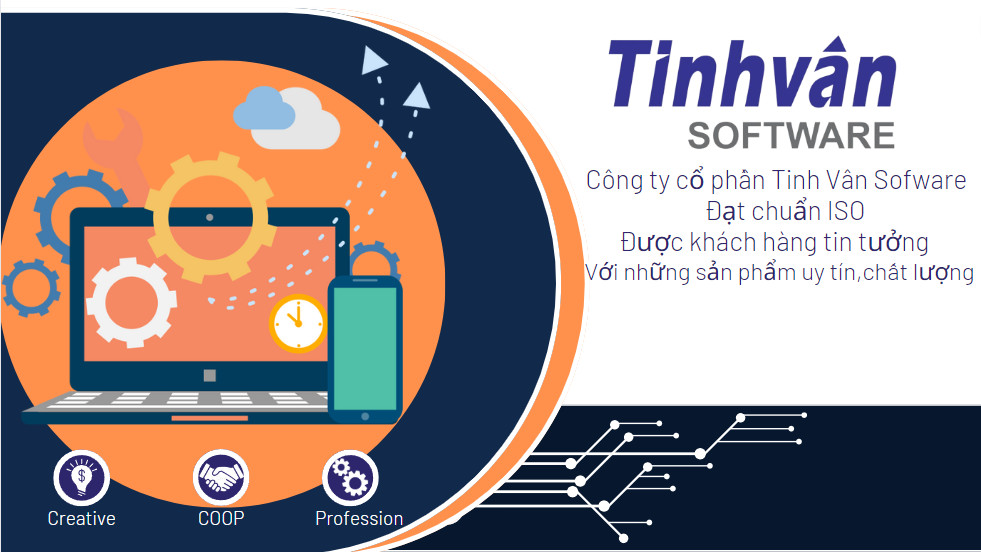 Tinhvân
SOFTWARE
Công ty cổ phần Tinh Vân Sofware
Đạt chuẩn ISO
Được khách hàng tin tưởng
Với những sản phẩm uy tín,chất lượng
Creative
COOP
Profession